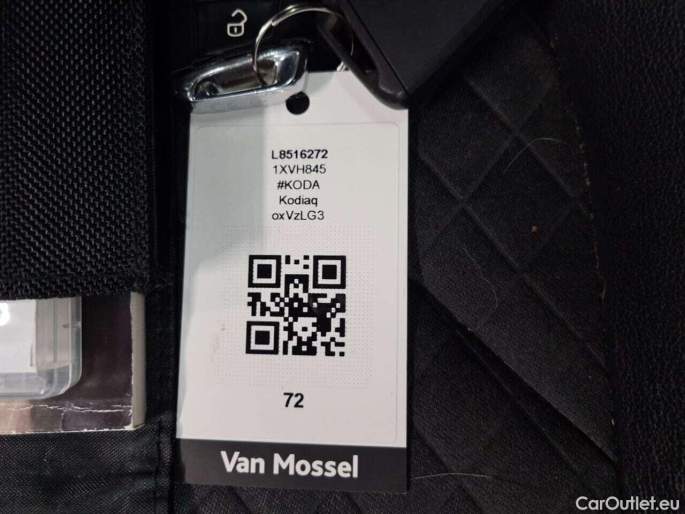 L8516272
1XVH845
#KODA
Kodiaq
oxVzLG3
72
Van Mossel
CarOutlet.eu